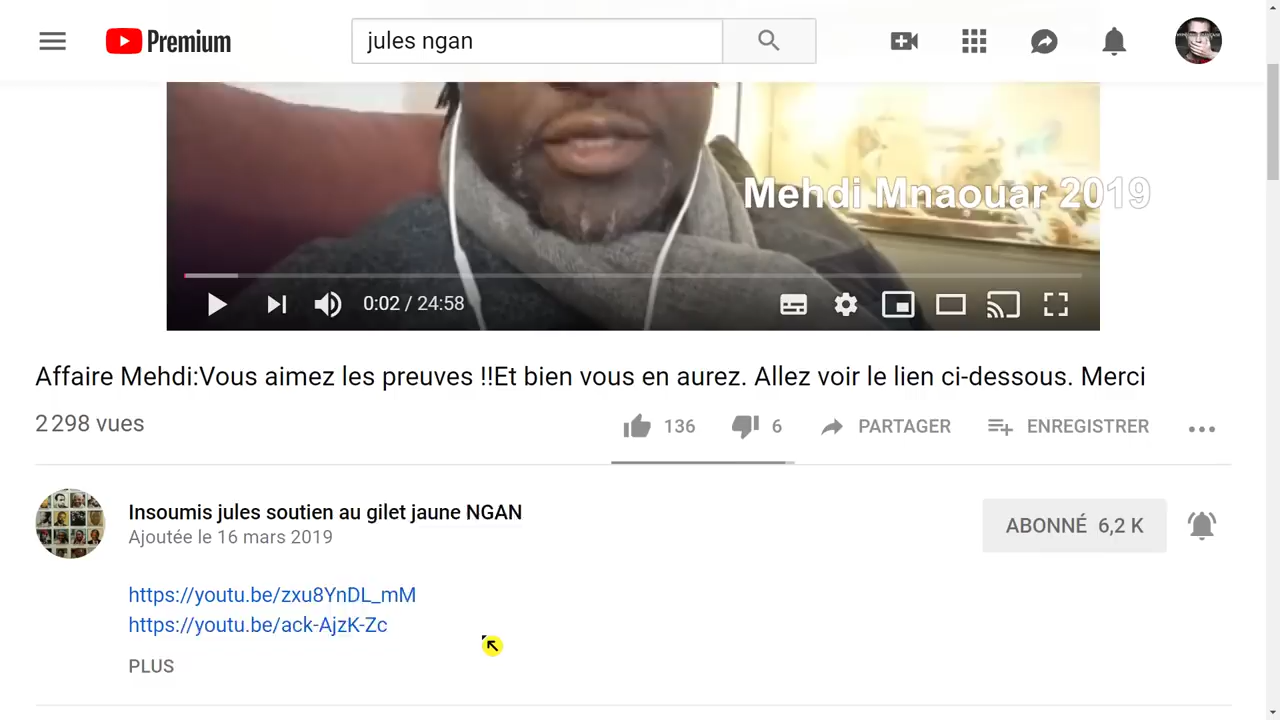 Premium
jules ngan
Mehdi Mnaouar 2019
0:02 / 24:58
Affaire Mehdi:Vous aimez les preuves !!Et bien vous en aurez. Allez voir le lien ci-dessous. Merci
2 298 vues
136
6
PARTAGER
ENREGISTRER
Insoumis jules soutien au gilet jaune NGAN
Ajoutée le 16 mars 2019
ABONNÉ 6,2 K
https://youtu.be/zxu8YnDL_mM
https://youtu.be/ack-AjzK-Zc
PLUS